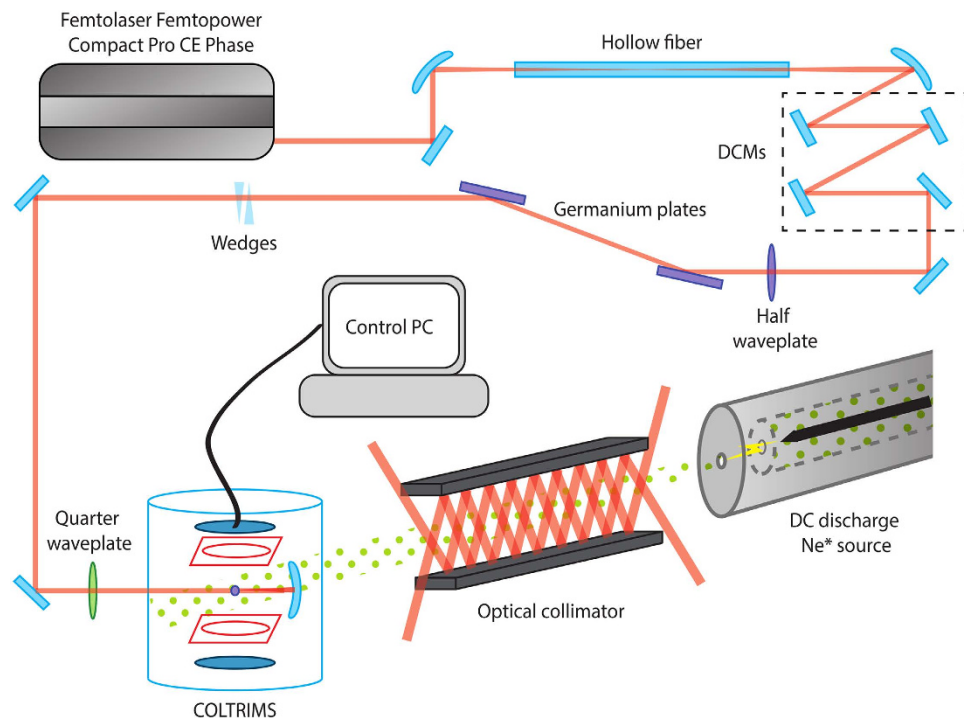 Femtolaser Femtopower
Compact Pro CE Phase
Hollow fiber
DCMs
Wedges
Germanium plates
Half
waveplate
Control PC
Quarter
waveplate
DC discharge
Ne* source
Optical collimator
COLTRIMS